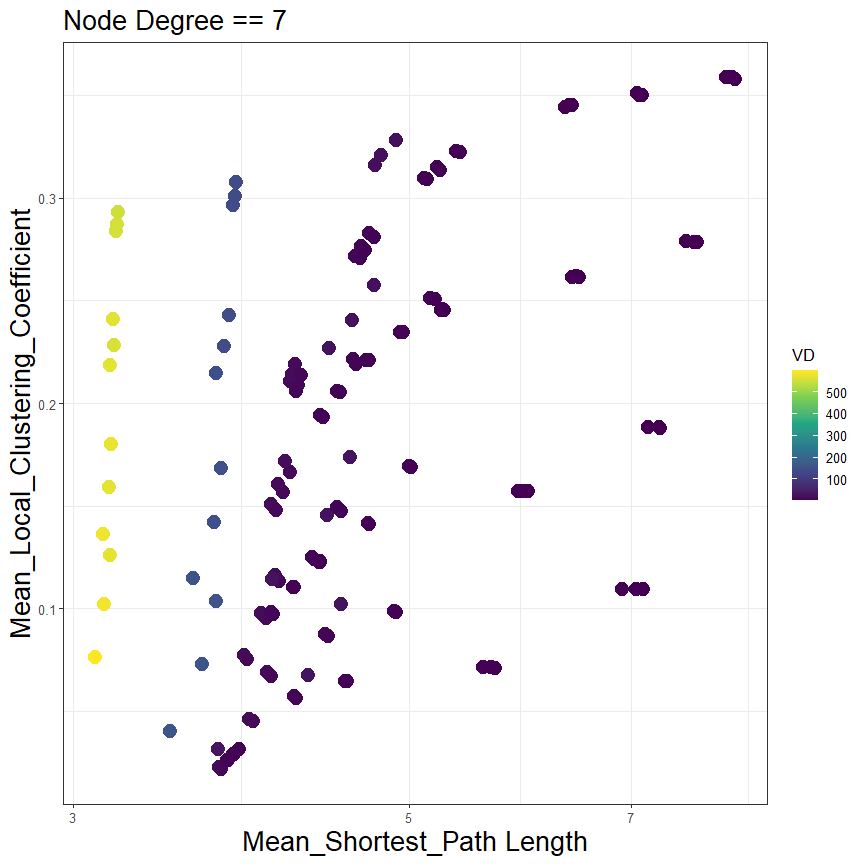 Node Degree == 7
Mean_Local_Clustering_Coefficient
0.3
0.2
0.1
3
5
7
Mean_Shortest_Path Length
VD
500
400
300
200
100